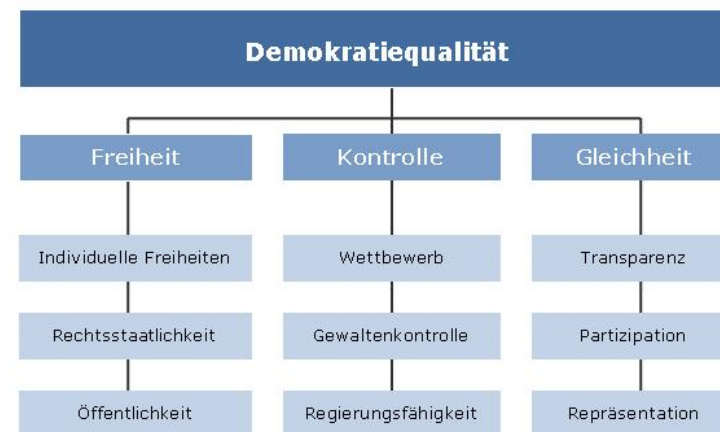 Demokratiequalität
Freiheit
Kontrolle
Gleichheit
Individuelle Freiheiten
Wettbewerb
Transparenz
Rechtsstaatlichkeit
Gewaltenkontrolle
Partizipation
Öffentlichkeit
Regierungsfähigkeit
Repräsentation